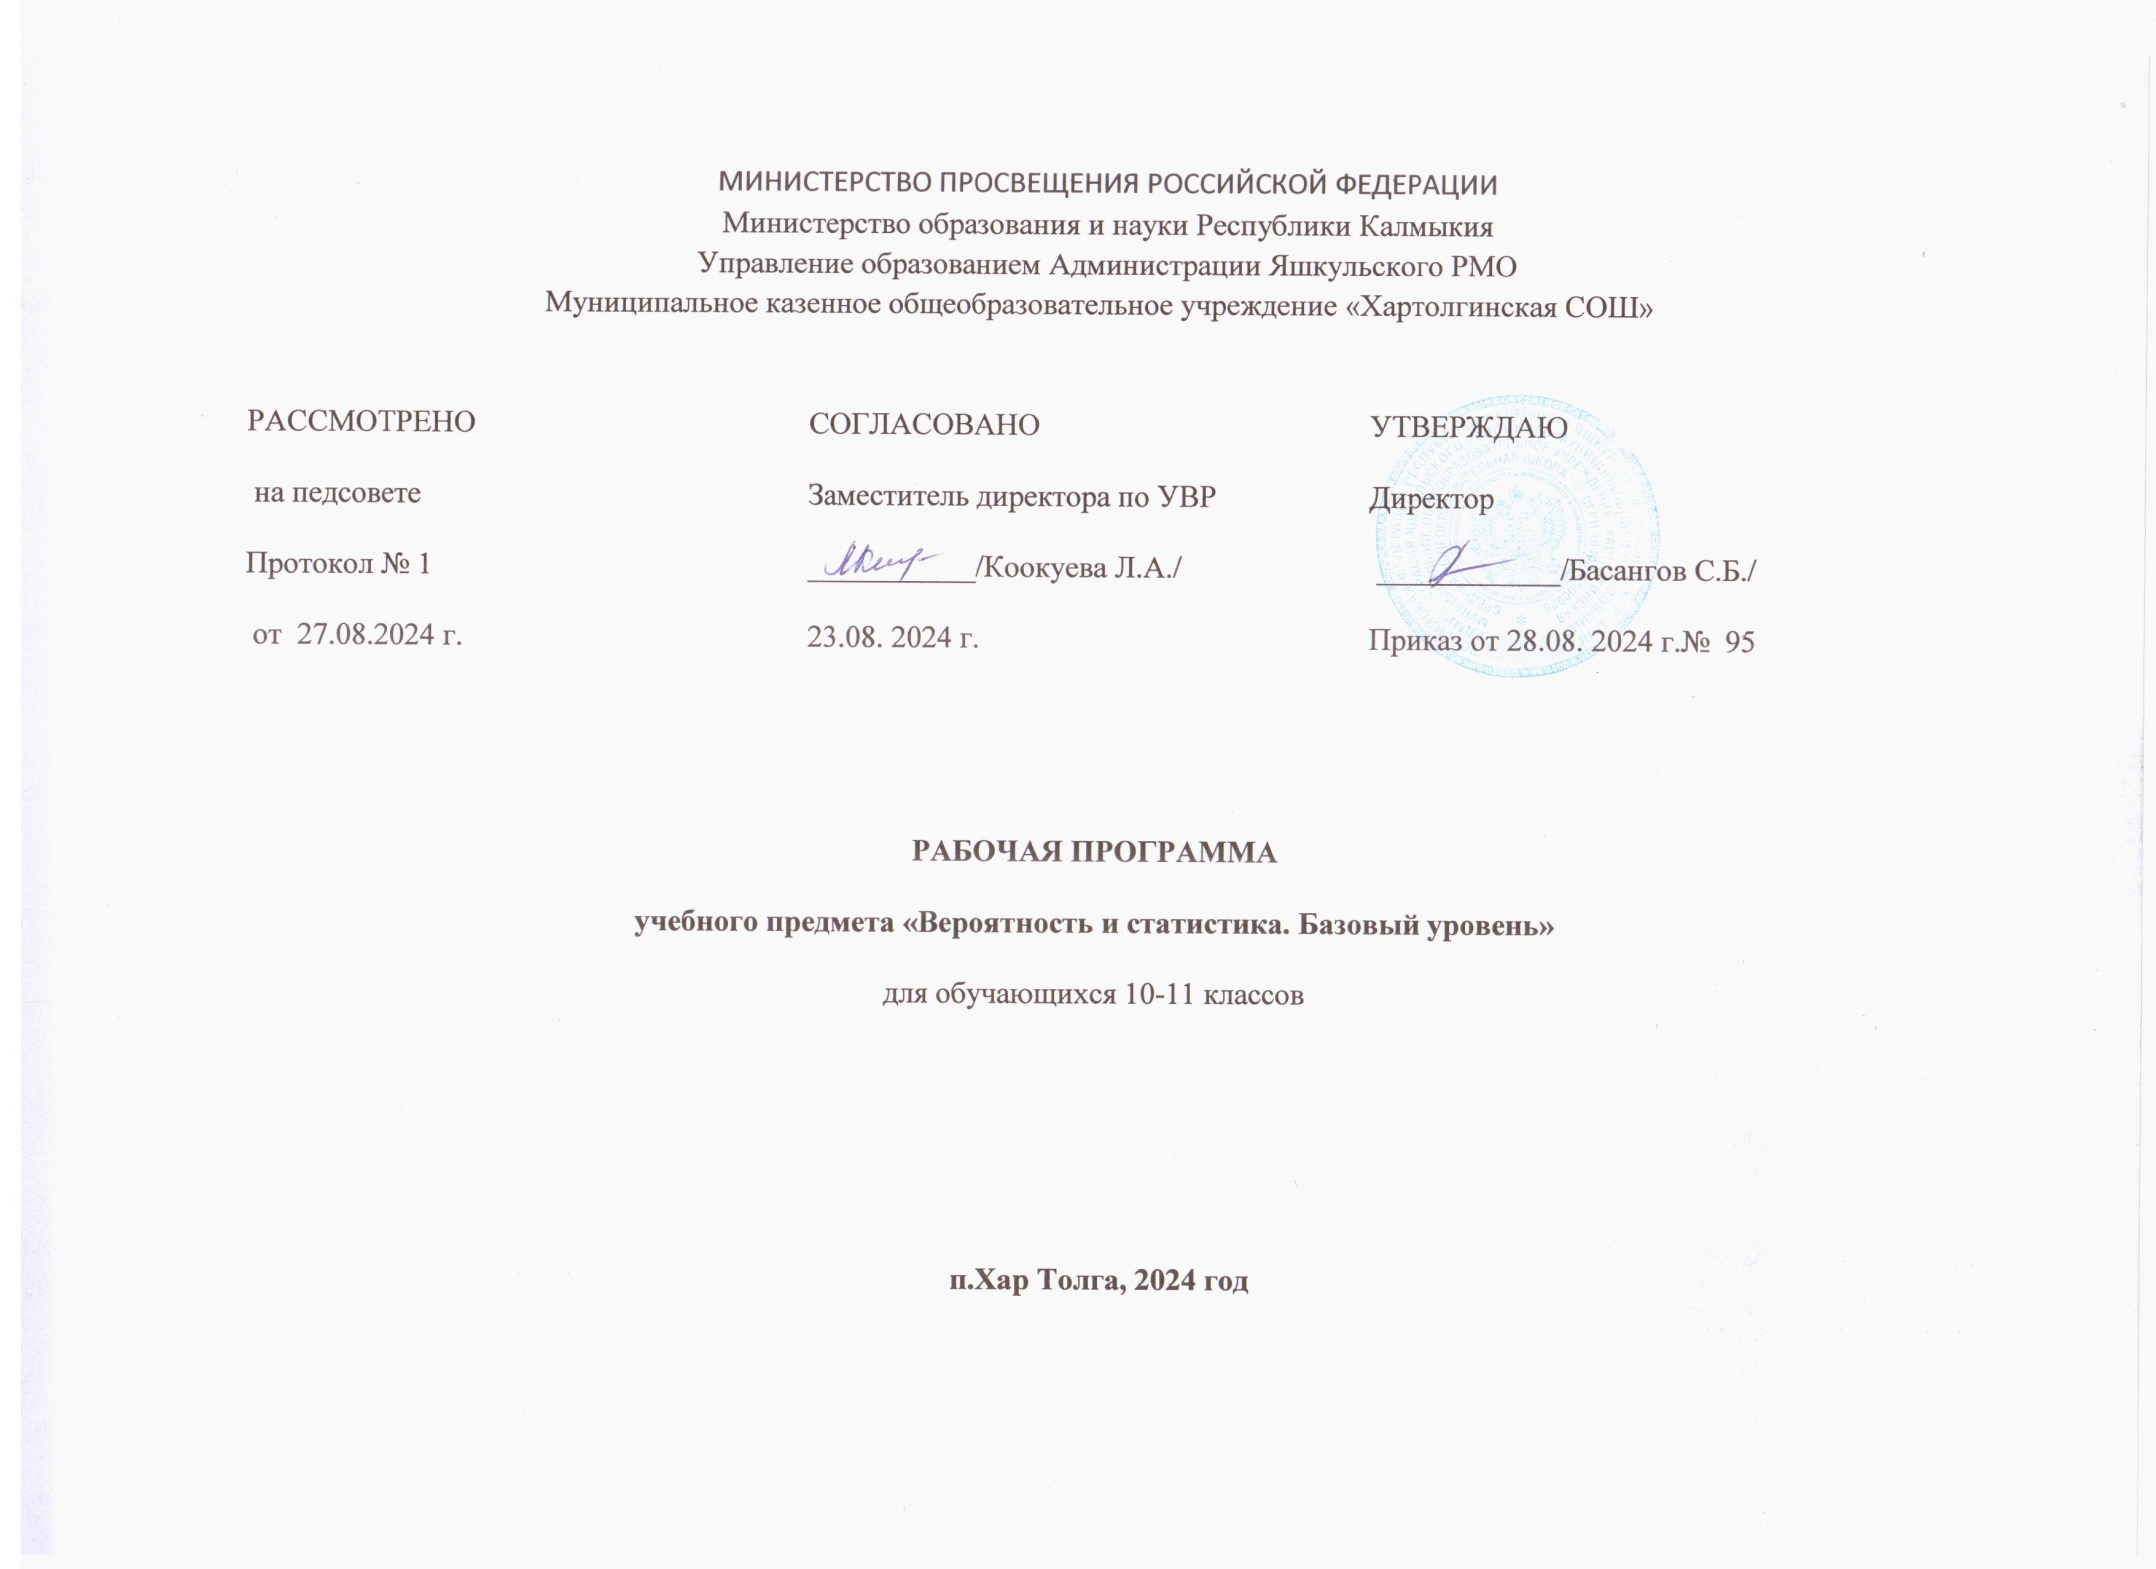 МИНИСТЕРСТВО ПРОСВЕЩЕНИЯ РОССИЙСКОЙ ФЕДЕРАЦИИ
Министерство образования и науки Республики Калмыкия
Управление образованием Администрации Яшкульского РМО
Муниципальное казенное общеобразовательное учреждение «Хартолгинская СОШ»
РАССМОТРЕНО
на педсовете
Протокол № 1
от 27.08.2024 г.
СОГЛАСОВАНО
Заместитель директора по УВР
____________/Коокуева Л.А./
23.08. 2024 г.
УТВЕРЖДАЮ
Директор
_____________/Басангов С.Б./
Приказ от 28.08. 2024 г.№ 95
РАБОЧАЯ ПРОГРАММА
учебного предмета «Вероятность и статистика. Базовый уровень»
для обучающихся 10-11 классов
п.Хар Толга, 2024 год